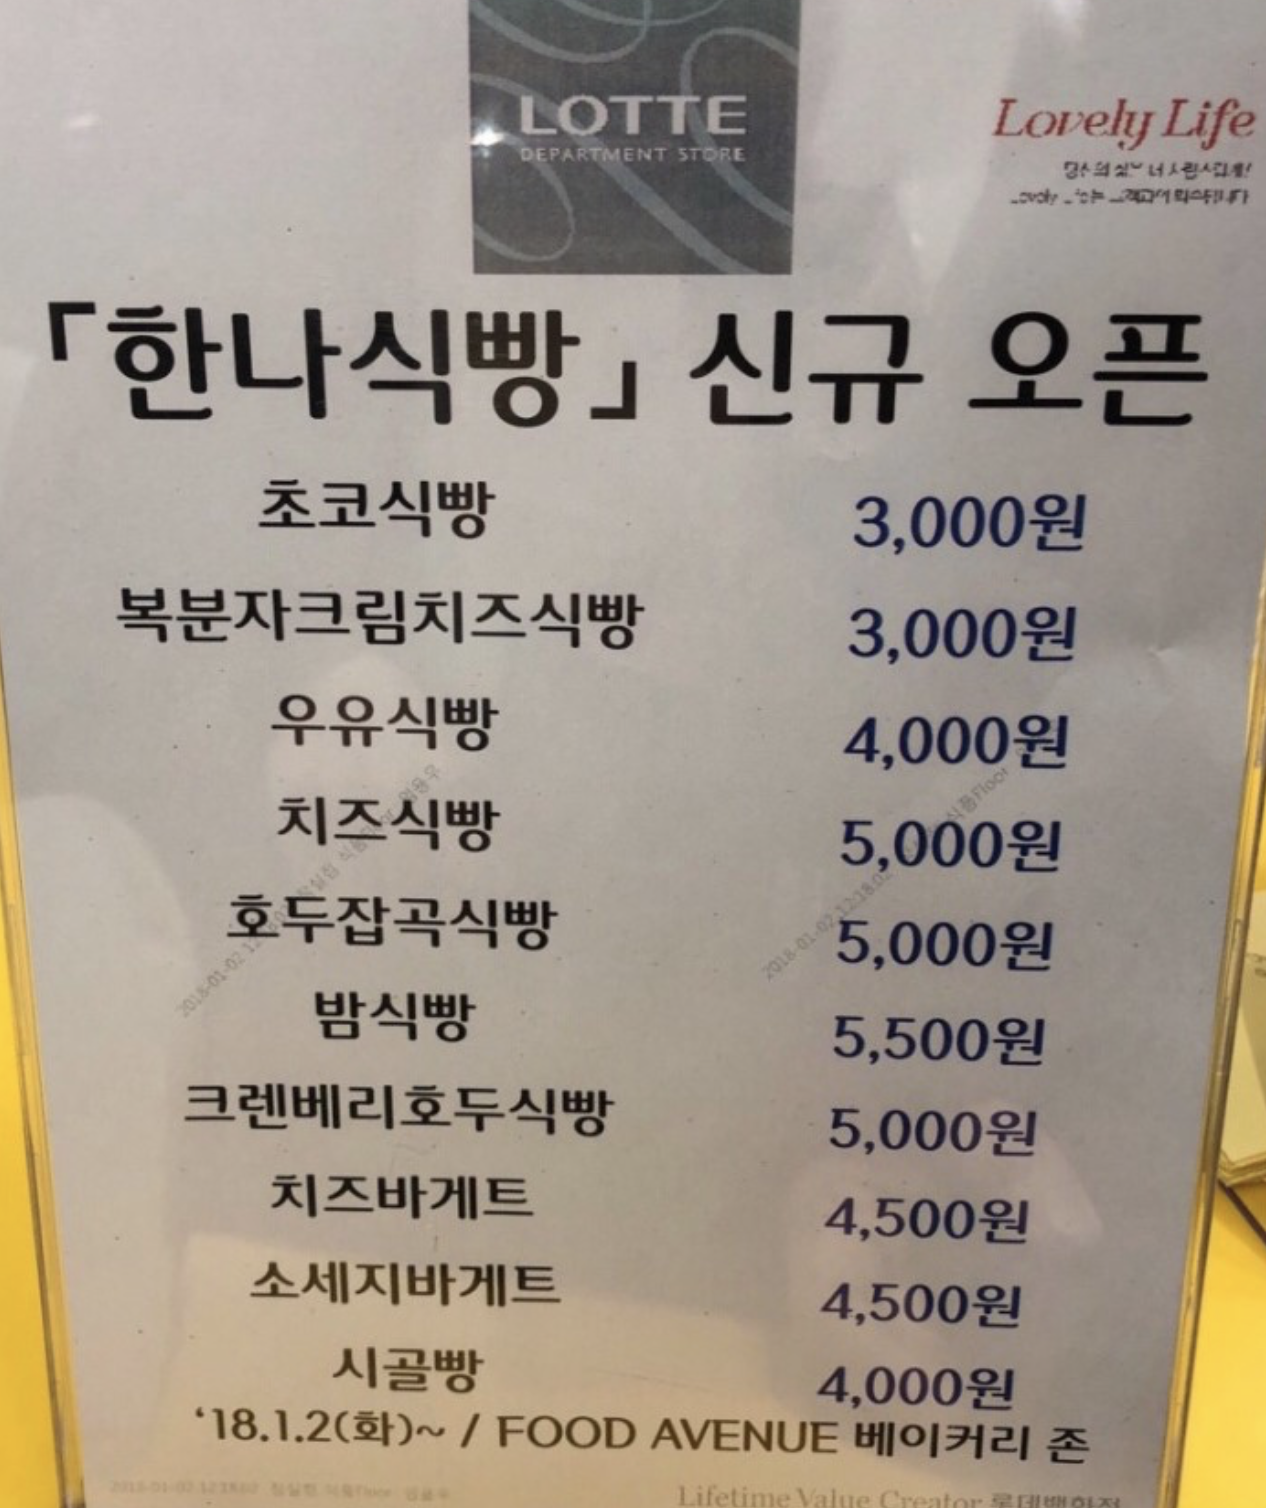 LOTTE
DEPARTMENT STORE
Lovely Life
「한나식빵」 신규 오픈
초코식빵 3,000원
복분자크림치즈식빵 3,000원
우유식빵 4,000원
치즈식빵 5,000원
호두잡곡식빵 5,000원
밤식빵 5,500원
크렌베리호두식빵 5,000원
치즈바게트 4,500원
소세지바게트 4,500원
시골빵 4,000원
‘18.1.2(화)~ / FOOD AVENUE 베이커리 존
Lifetime Value Creator 롯데백화점